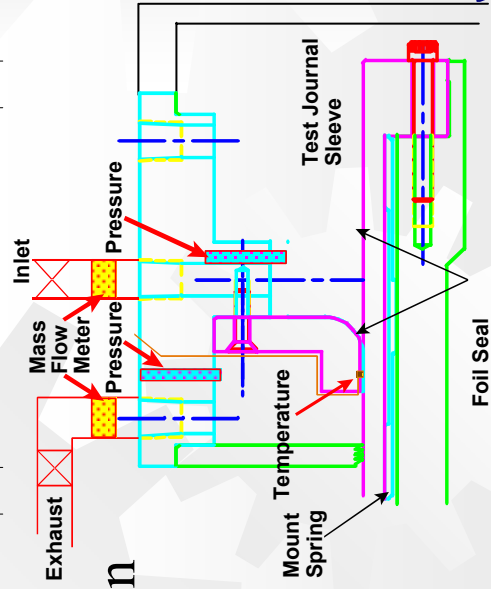 Inlet
Mass
Flow
Meter
Exhaust
Pressure
Pressure
Temperature
Mount
Spring
Test Journal
Sleeve
Foil Seal
n